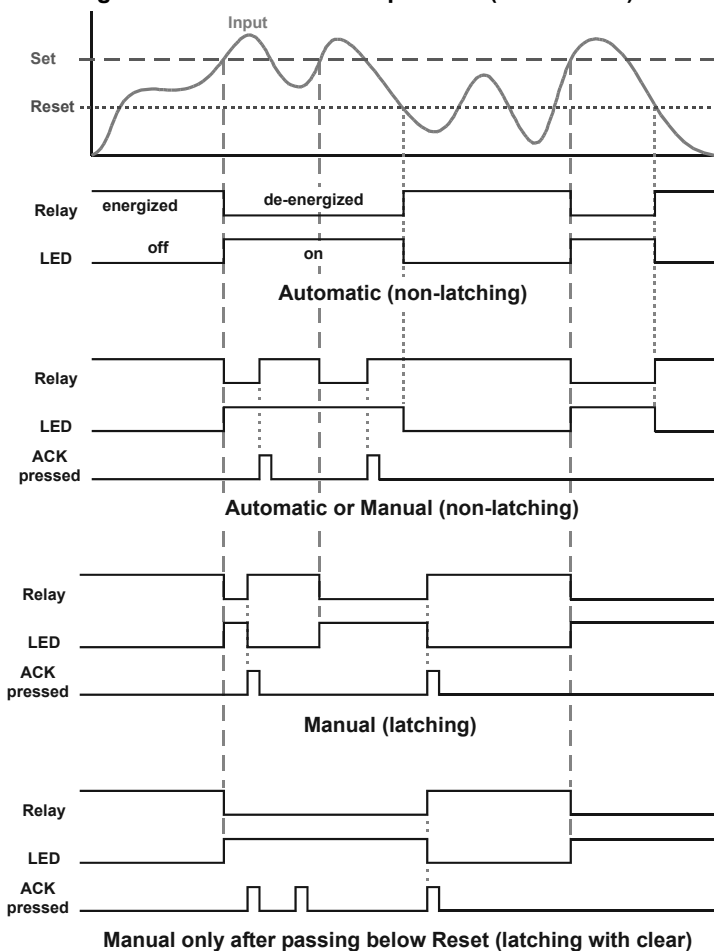 Input
Set
Reset
Relay energized de-energized
LED off on
Automatic (non-latching)
Relay
LED
ACK
pressed
Automatic or Manual (non-latching)
Relay
LED
ACK
pressed
Manual (latching)
Relay
LED
ACK
pressed
Manual only after passing below Reset (latching with clear)